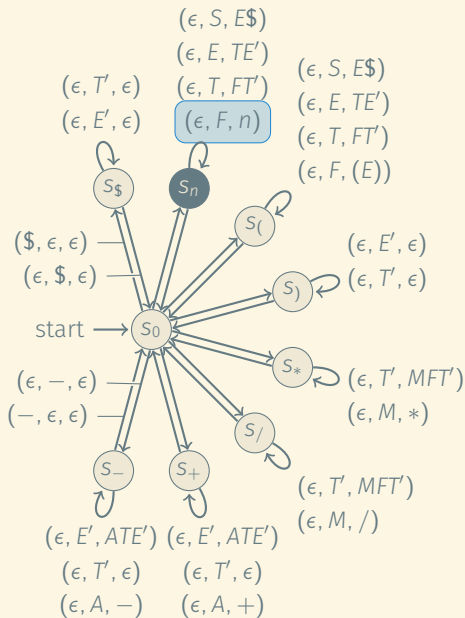 (ϵ, S, E$)
(ϵ, E, TE′)
(ϵ, T, FT′)
(ϵ, F, n)
(ϵ, T′, ϵ)
(ϵ, E′, ϵ)
(ϵ, S, E$)
(ϵ, E, TE′)
(ϵ, T, FT′)
(ϵ, F, (E))
S$
Sn
S(
($, ϵ, ϵ)
(ϵ, $, ϵ)
(ϵ, E′, ϵ)
(ϵ, T′, ϵ)
S)
start
S0
S*
(ϵ, T′, MFT′)
(ϵ, M, *)
(ϵ, −, ϵ)
(−, ϵ, ϵ)
S/
(ϵ, T′, MFT′)
(ϵ, M, /)
S−
S+
(ϵ, E′, ATE′)
(ϵ, T′, ϵ)
(ϵ, A, −)
(ϵ, E′, ATE′)
(ϵ, T′, ϵ)
(ϵ, A, +)